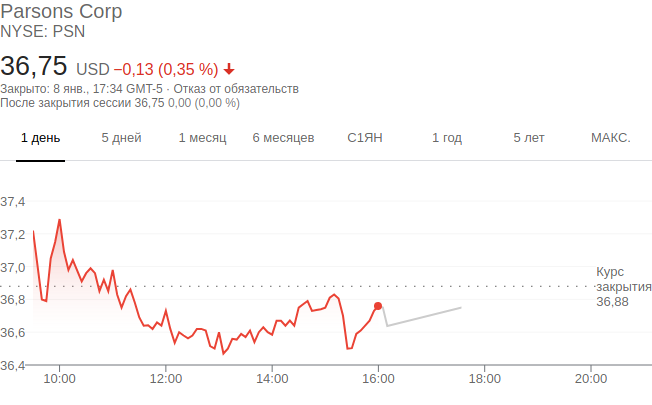 Parsons Corp
NYSE: PSN
36,75 USD −0,13 (0,35 %)
Закрыто: 8 янв., 17:34 GMT-5 · Отказ от обязательств
После закрытия сессии 36,75 0,00 (0,00 %)
1 день 5 дней 1 месяц 6 месяцев С1ЯН 1 год 5 лет МАКС.
37,4
37,2
37,0
Курс
закрытия
36,88
36,8
36,6
36,4
10:00 12:00 14:00 16:00 18:00 20:00